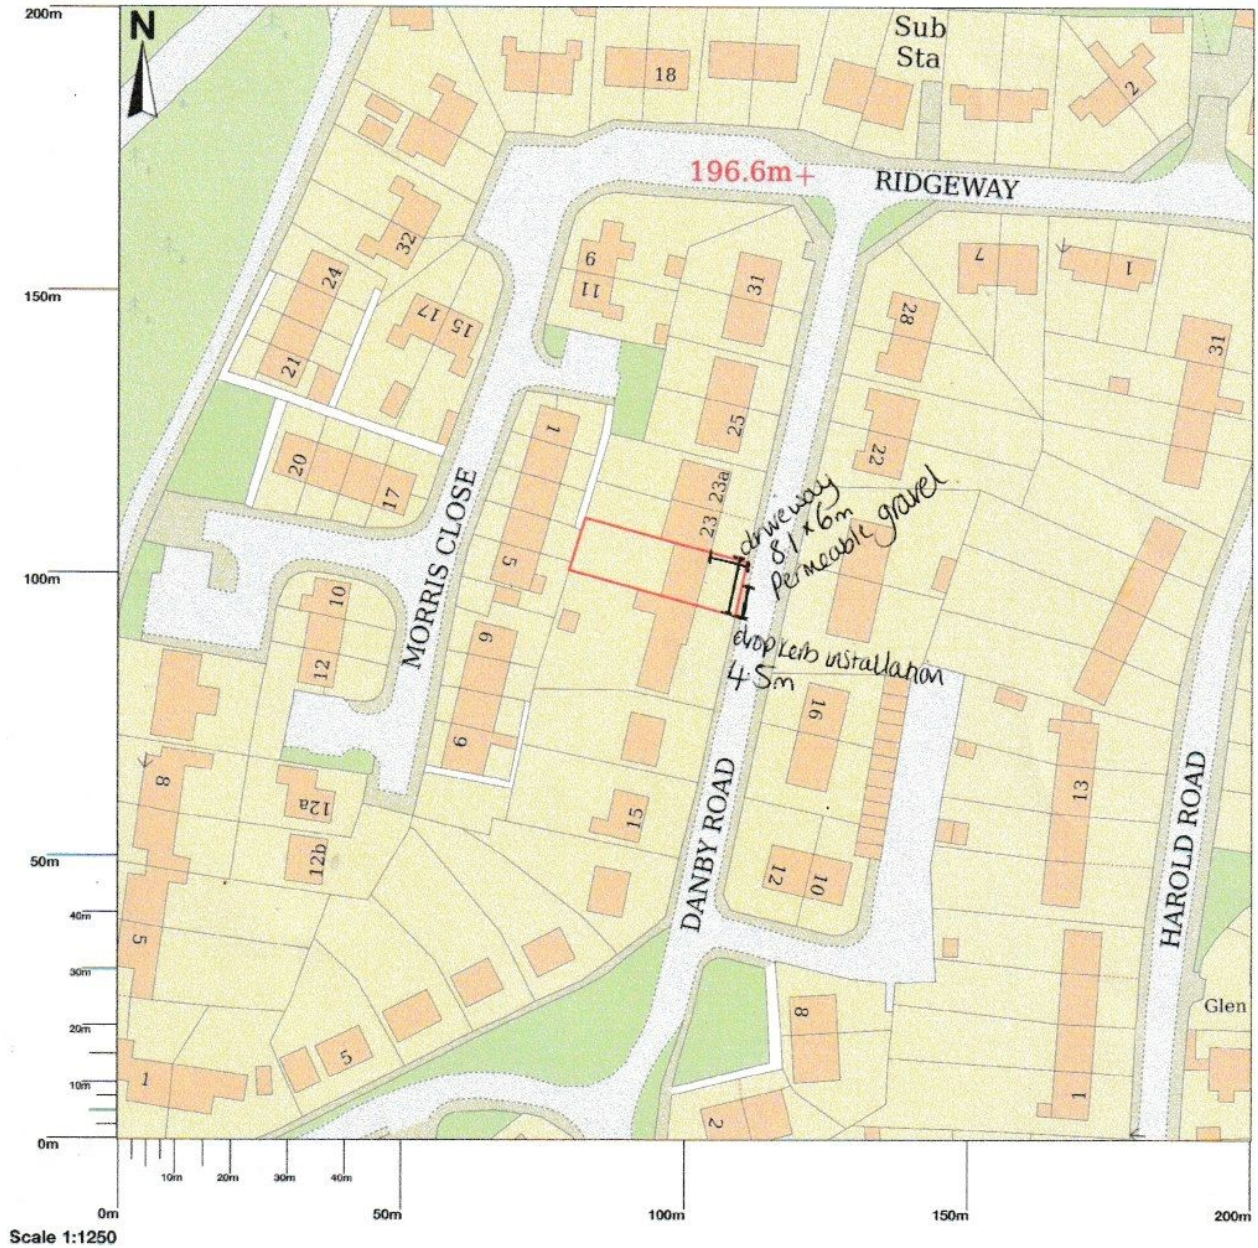 200m
N
Sub
Sta
18
2
196.6m+
RIDGEWAY
32
9
11
31
7
1
24
28
17
15
150m
21
31
25
1
22
20
17
23a
23
driveway
8.1 x 6m
Permeable gravel
MORRIS CLOSE
5
100m
10
12
9
drop kerb installation
4.5m
16
9
8
12a
13
15
DANBY ROAD
HAROLD ROAD
12b
50m
12
10
40m
5
30m
8
Glen
20m
5
10m
1
1
2
0m
10m
20m
30m
40m
0m
50m
100m
150m
200m
Scale 1:1250